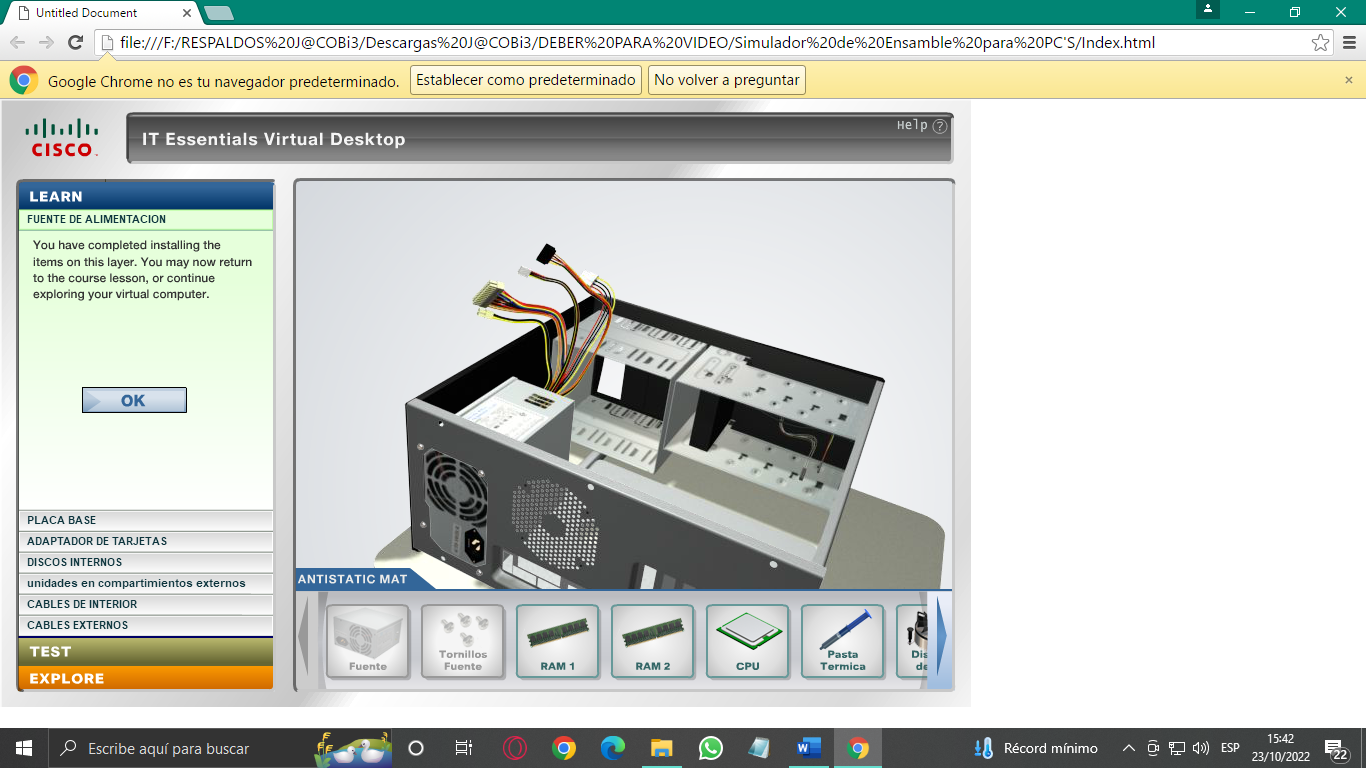 Untitled Document
file:///F:/RESPALDOS%20J@COBi3/Descargas%20J@COBi3/DEBER%20PARA%20VIDEO/Simulador%20de%20Ensamble%20para%20PC'S/Index.html
Google Chrome no es tu navegador predeterminado.
Establecer como predeterminado
No volver a preguntar
CISCO
IT Essentials Virtual Desktop
Help ?
LEARN
FUENTE DE ALIMENTACION
You have completed installing the
items on this layer. You may now return
to the course lesson, or continue
exploring your virtual computer.
OK
PLACA BASE
ADAPTADOR DE TARJETAS
DISCOS INTERNOS
unidades en compartimientos externos
CABLES DE INTERIOR
CABLES EXTERNOS
TEST
EXPLORE
ANTISTATIC MAT
Fuente
Tornillos
Fuente
RAM 1
RAM 2
CPU
Pasta
Termica
Escribe aquí para buscar
Récord mínimo
ESP
15:42
23/10/2022
22